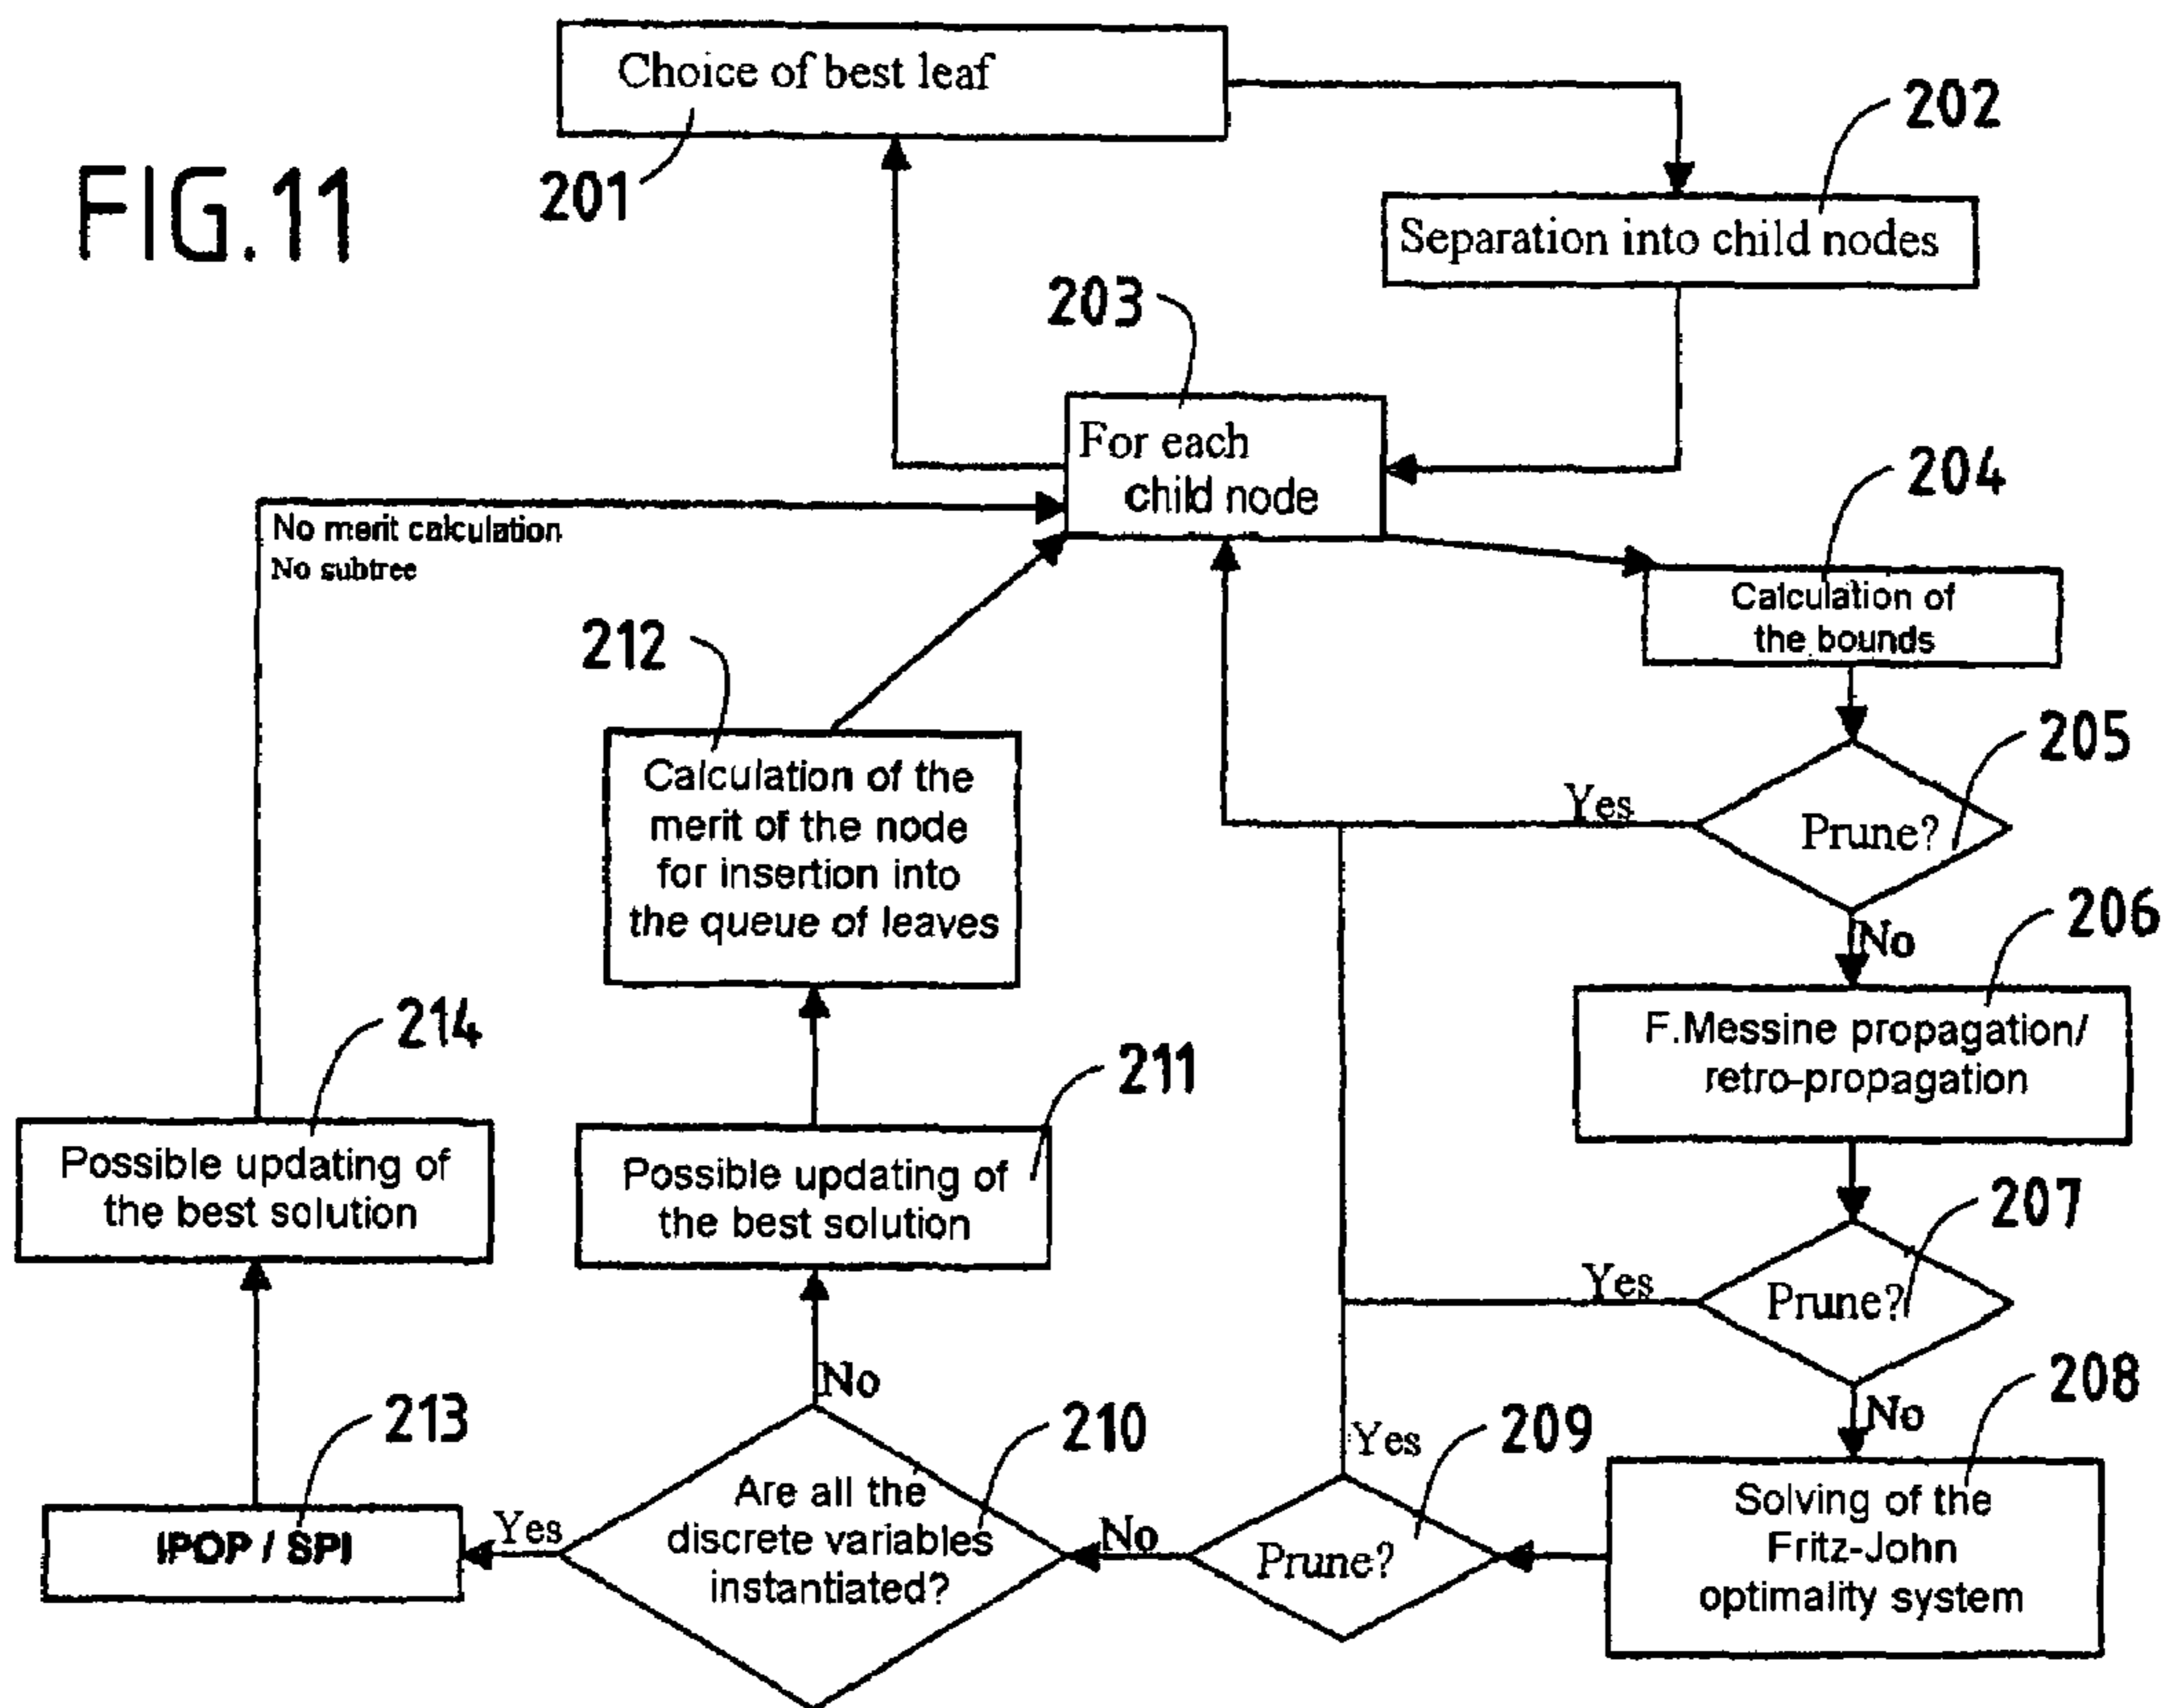 Choice of best leaf
201
202
FIG.11
Separation into child nodes
203
For each
child node
204
No merit calculation
No subtree
Calculation of
the bounds
212
205
Calculation of the
merit of the node
for insertion into
the queue of leaves
Yes
Prune?
No
206
F.Messine propagation/
retro-propagation
214
211
Possible updating of
the best solution
Possible updating of
the best solution
207
Yes
Prune?
No
208
213
No
210
Yes
209
IPOP / SPI
Yes
Are all the
discrete variables
instantiated?
No
Prune?
Solving of the
Fritz-John
optimality system